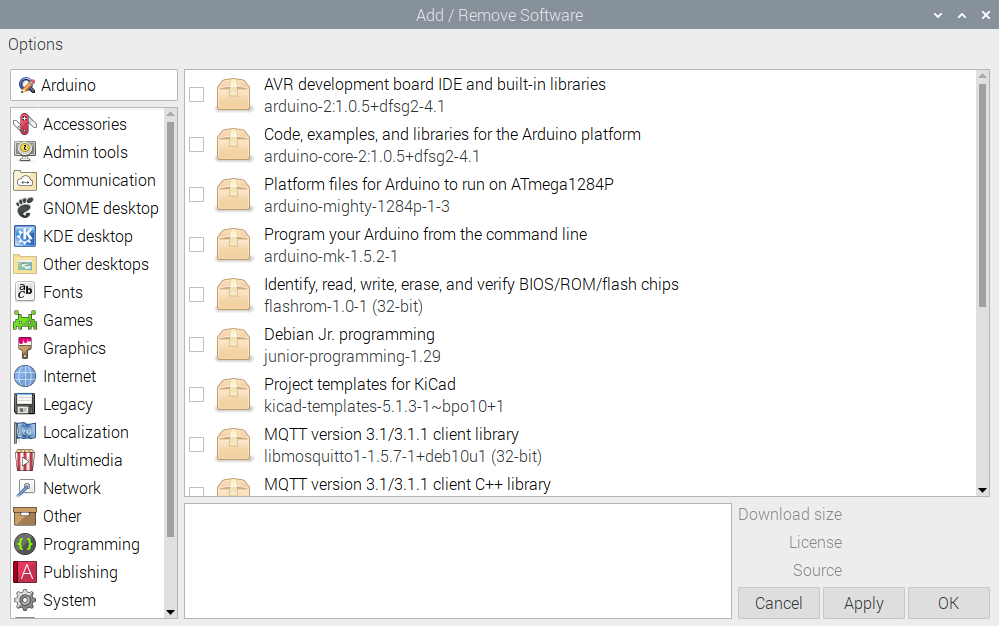 Add / Remove Software
Options
Arduino
Accessories
Admin tools
Communication
GNOME desktop
KDE desktop
Other desktops
Fonts
Games
Graphics
Internet
Legacy
Localization
Multimedia
Network
Other
Programming
Publishing
System
AVR development board IDE and built-in libraries
arduino-2:1.0.5+dfsg2-4.1
Code, examples, and libraries for the Arduino platform
arduino-core-2:1.0.5+dfsg2-4.1
Platform files for Arduino to run on ATmega1284P
arduino-mighty-1284p-1-3
Program your Arduino from the command line
arduino-mk-1.5.2-1
Identify, read, write, erase, and verify BIOS/ROM/flash chips
flashrom-1.0-1 (32-bit)
Debian Jr. programming
junior-programming-1.29
Project templates for KiCad
kicad-templates-5.1.3-1~bpo10+1
MQTT version 3.1/3.1.1 client library
libmosquitto1-1.5.7-1+deb10u1 (32-bit)
MQTT version 3.1/3.1.1 client C++ library
Download size
License
Source
Cancel
Apply
OK